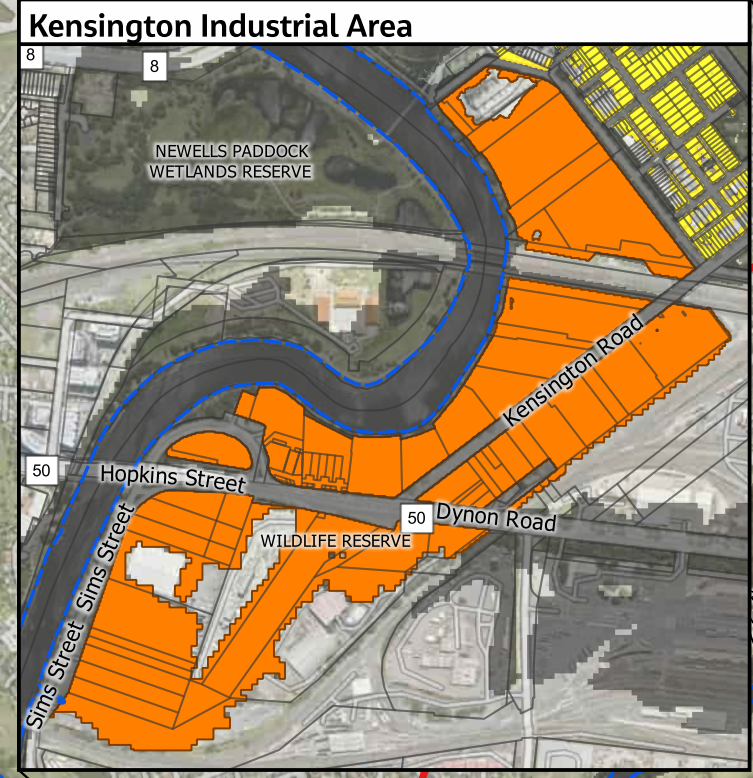 Kensington Industrial Area
8
8
NEWELLS PADDOCK
WETLANDS RESERVE
Kensington Road
50
Hopkins Street
50
Dynon Road
WILDLIFE RESERVE
Sims Street
Sims Street